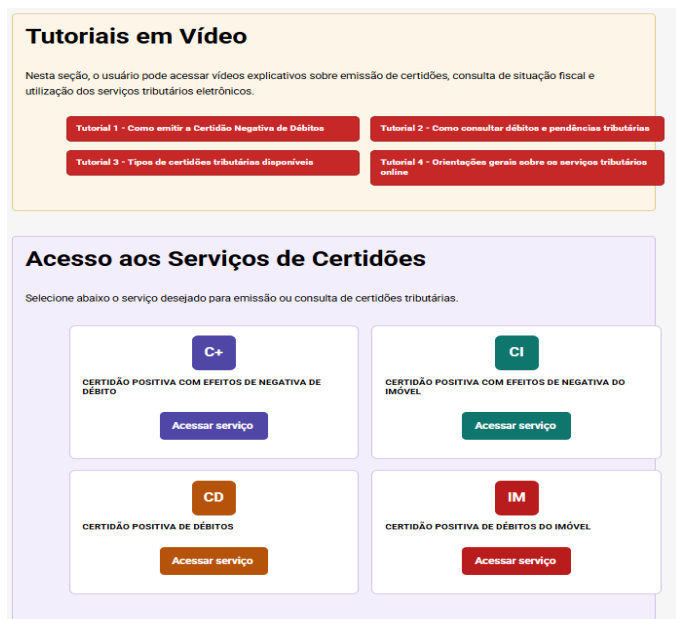 Tutoriais em Vídeo
Nesta seção, o usuário pode acessar vídeos explicativos sobre emissão de certidões, consulta de situação fiscal e
utilização dos serviços tributários eletrônicos.
Tutorial 1 - Como emitir a Certidão Negativa de Débitos
Tutorial 2 - Como consultar débitos e pendências tributárias
Tutorial 3 - Tipos de certidões tributárias disponíveis
Tutorial 4 - Orientações gerais sobre os serviços tributários
online
Acesso aos Serviços de Certidões
Selecione abaixo o serviço desejado para emissão ou consulta de certidões tributárias.
C+
CERTIDÃO POSITIVA COM EFEITOS DE NEGATIVA DE
DÉBITO
Acessar serviço
CI
CERTIDÃO POSITIVA COM EFEITOS DE NEGATIVA DO
IMÓVEL
Acessar serviço
CD
CERTIDÃO POSITIVA DE DÉBITOS
Acessar serviço
IM
CERTIDÃO POSITIVA DE DÉBITOS DO IMÓVEL
Acessar serviço